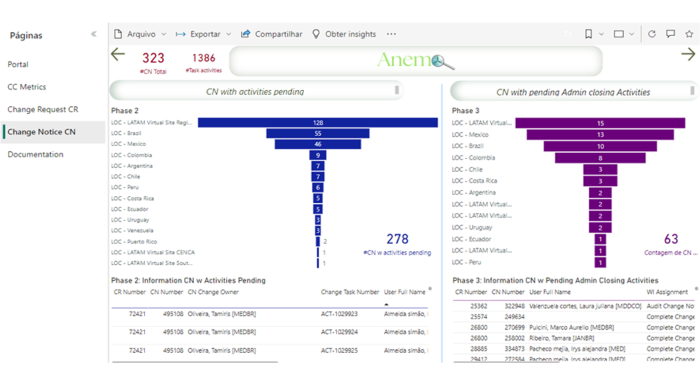 Páginas
Portal
CC Metrics
Change Request CR
Change Notice CN
Documentation
Arquivo
Exportar
Compartilhar
Obter insights
323
#CN Total
1386
#Task activities
Anem
CN with activities pending
CN with pending Admin closing Activities
Phase 2
LOC - LATAM Virtual Site Regi... 128
LOC - Brazil 55
LOC - Mexico 46
LOC - Colombia 9
LOC - Argentina 7
LOC - Chile 7
LOC - Peru 6
LOC - Costa Rica 5
LOC - Ecuador 5
LOC - Uruguay 3
LOC - Venezuela 3
LOC - Puerto Rico 2
LOC - LATAM Virtual Site CENCA 1
LOC - LATAM Virtual Site Sout... 1
278
#CN w activities pending
Phase 3
LOC - LATAM Virtual... 15
LOC - Mexico 13
LOC - Brazil 10
LOC - Colombia 8
LOC - Chile 3
LOC - Costa Rica 3
LOC - Argentina 2
LOC - LATAM Virtual... 2
LOC - LATAM Virtual... 2
LOC - Uruguay 2
LOC - Ecuador 1
LOC - LATAM Virtual... 1
LOC - Peru 1
63
Contagem de CN ...
Phase 2: Information CN w Activities Pending
CR Number CN Number CN Change Owner Change Task Number User Full Name
72421 495108 Oliveira, Tamiris [MEDBR] ACT-1029923 Almeida simão, I
72421 495108 Oliveira, Tamiris [MEDBR] ACT-1029924 Almeida simão, I
72421 495108 Oliveira, Tamiris [MEDBR] ACT-1029925 Almeida simão, I
Phase 3: Information CN w Pending Admin Closing Activities
CR Number CN Number User Full Name WI Assignment
25362 322948 Valenzuela cortes, Laura juliana [MDDCO] Audit Change No
25574 249634
26800 270699 Pulcini, Marco Aurelio [MEDBR] Complete Change
26800 258002 Ribeiro, Tamara [JANBR] Complete Change
28885 334873 Pacheco mejia, Irys alejandra [MED] Complete Change
29412 272584 Pacheco mejia, Irys alejandra [MED] Complete Change